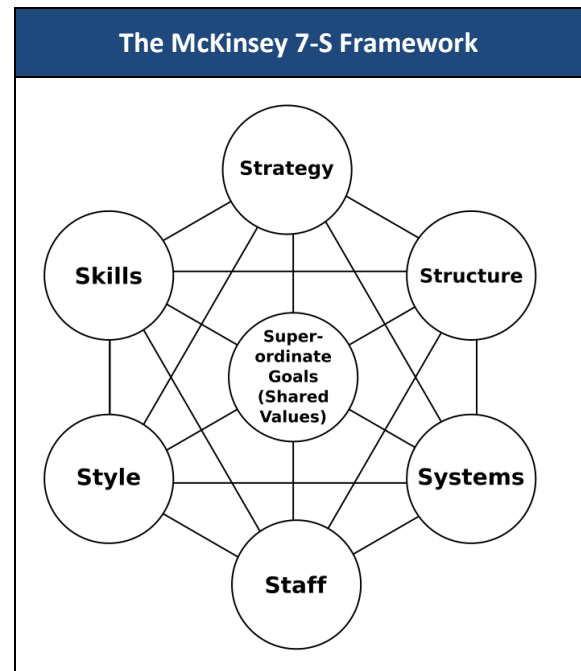 The McKinsey 7-S Framework
Strategy
Skills
Structure
Super-
ordinate
Goals
(Shared
Values)
Style
Systems
Staff